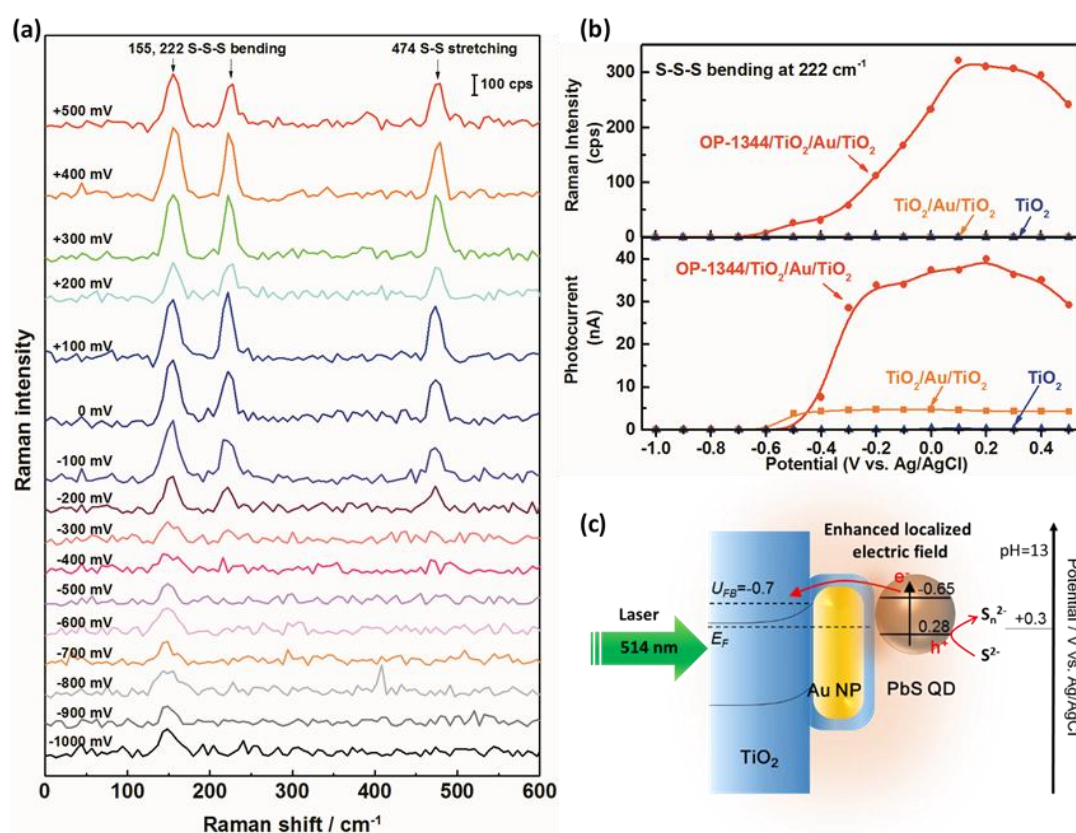 (a)
155, 222 S-S-S bending
474 S-S stretching
100 cps
+500 mV
+400 mV
+300 mV
+200 mV
+100 mV
0 mV
-100 mV
-200 mV
-300 mV
-400 mV
-500 mV
-600 mV
-700 mV
-800 mV
-900 mV
-1000 mV
Raman intensity
0 100 200 300 400 500 600
Raman shift / cm⁻¹
(b)
S-S-S bending at 222 cm⁻¹
Raman Intensity
(cps)
300
200
100
0
OP-1344/TiO₂/Au/TiO₂
TiO₂/Au/TiO₂
TiO₂
OP-1344/TiO₂/Au/TiO₂
Photocurrent
(nA)
40
30
20
10
0
TiO₂/Au/TiO₂
TiO₂
-1.0 -0.8 -0.6 -0.4 -0.2 0.0 0.2 0.4
Potential (V vs. Ag/AgCl)
(c)
Enhanced localized
electric field
pH=13
Laser
514 nm
U_FB=-0.7
E_F
e⁻
-0.65
0.28
h⁺
Sₙ²⁻
S²⁻
+0.3
Au NP
PbS QD
TiO₂
Potential / V vs. Ag/AgCl